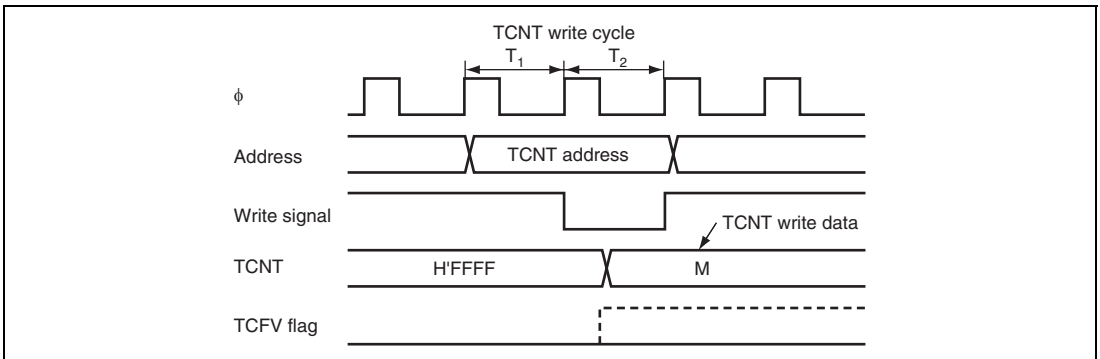 TCNT write cycle
T1 T2
ϕ
Address
TCNT address
Write signal
TCNT write data
TCNT
H'FFFF
M
TCFV flag